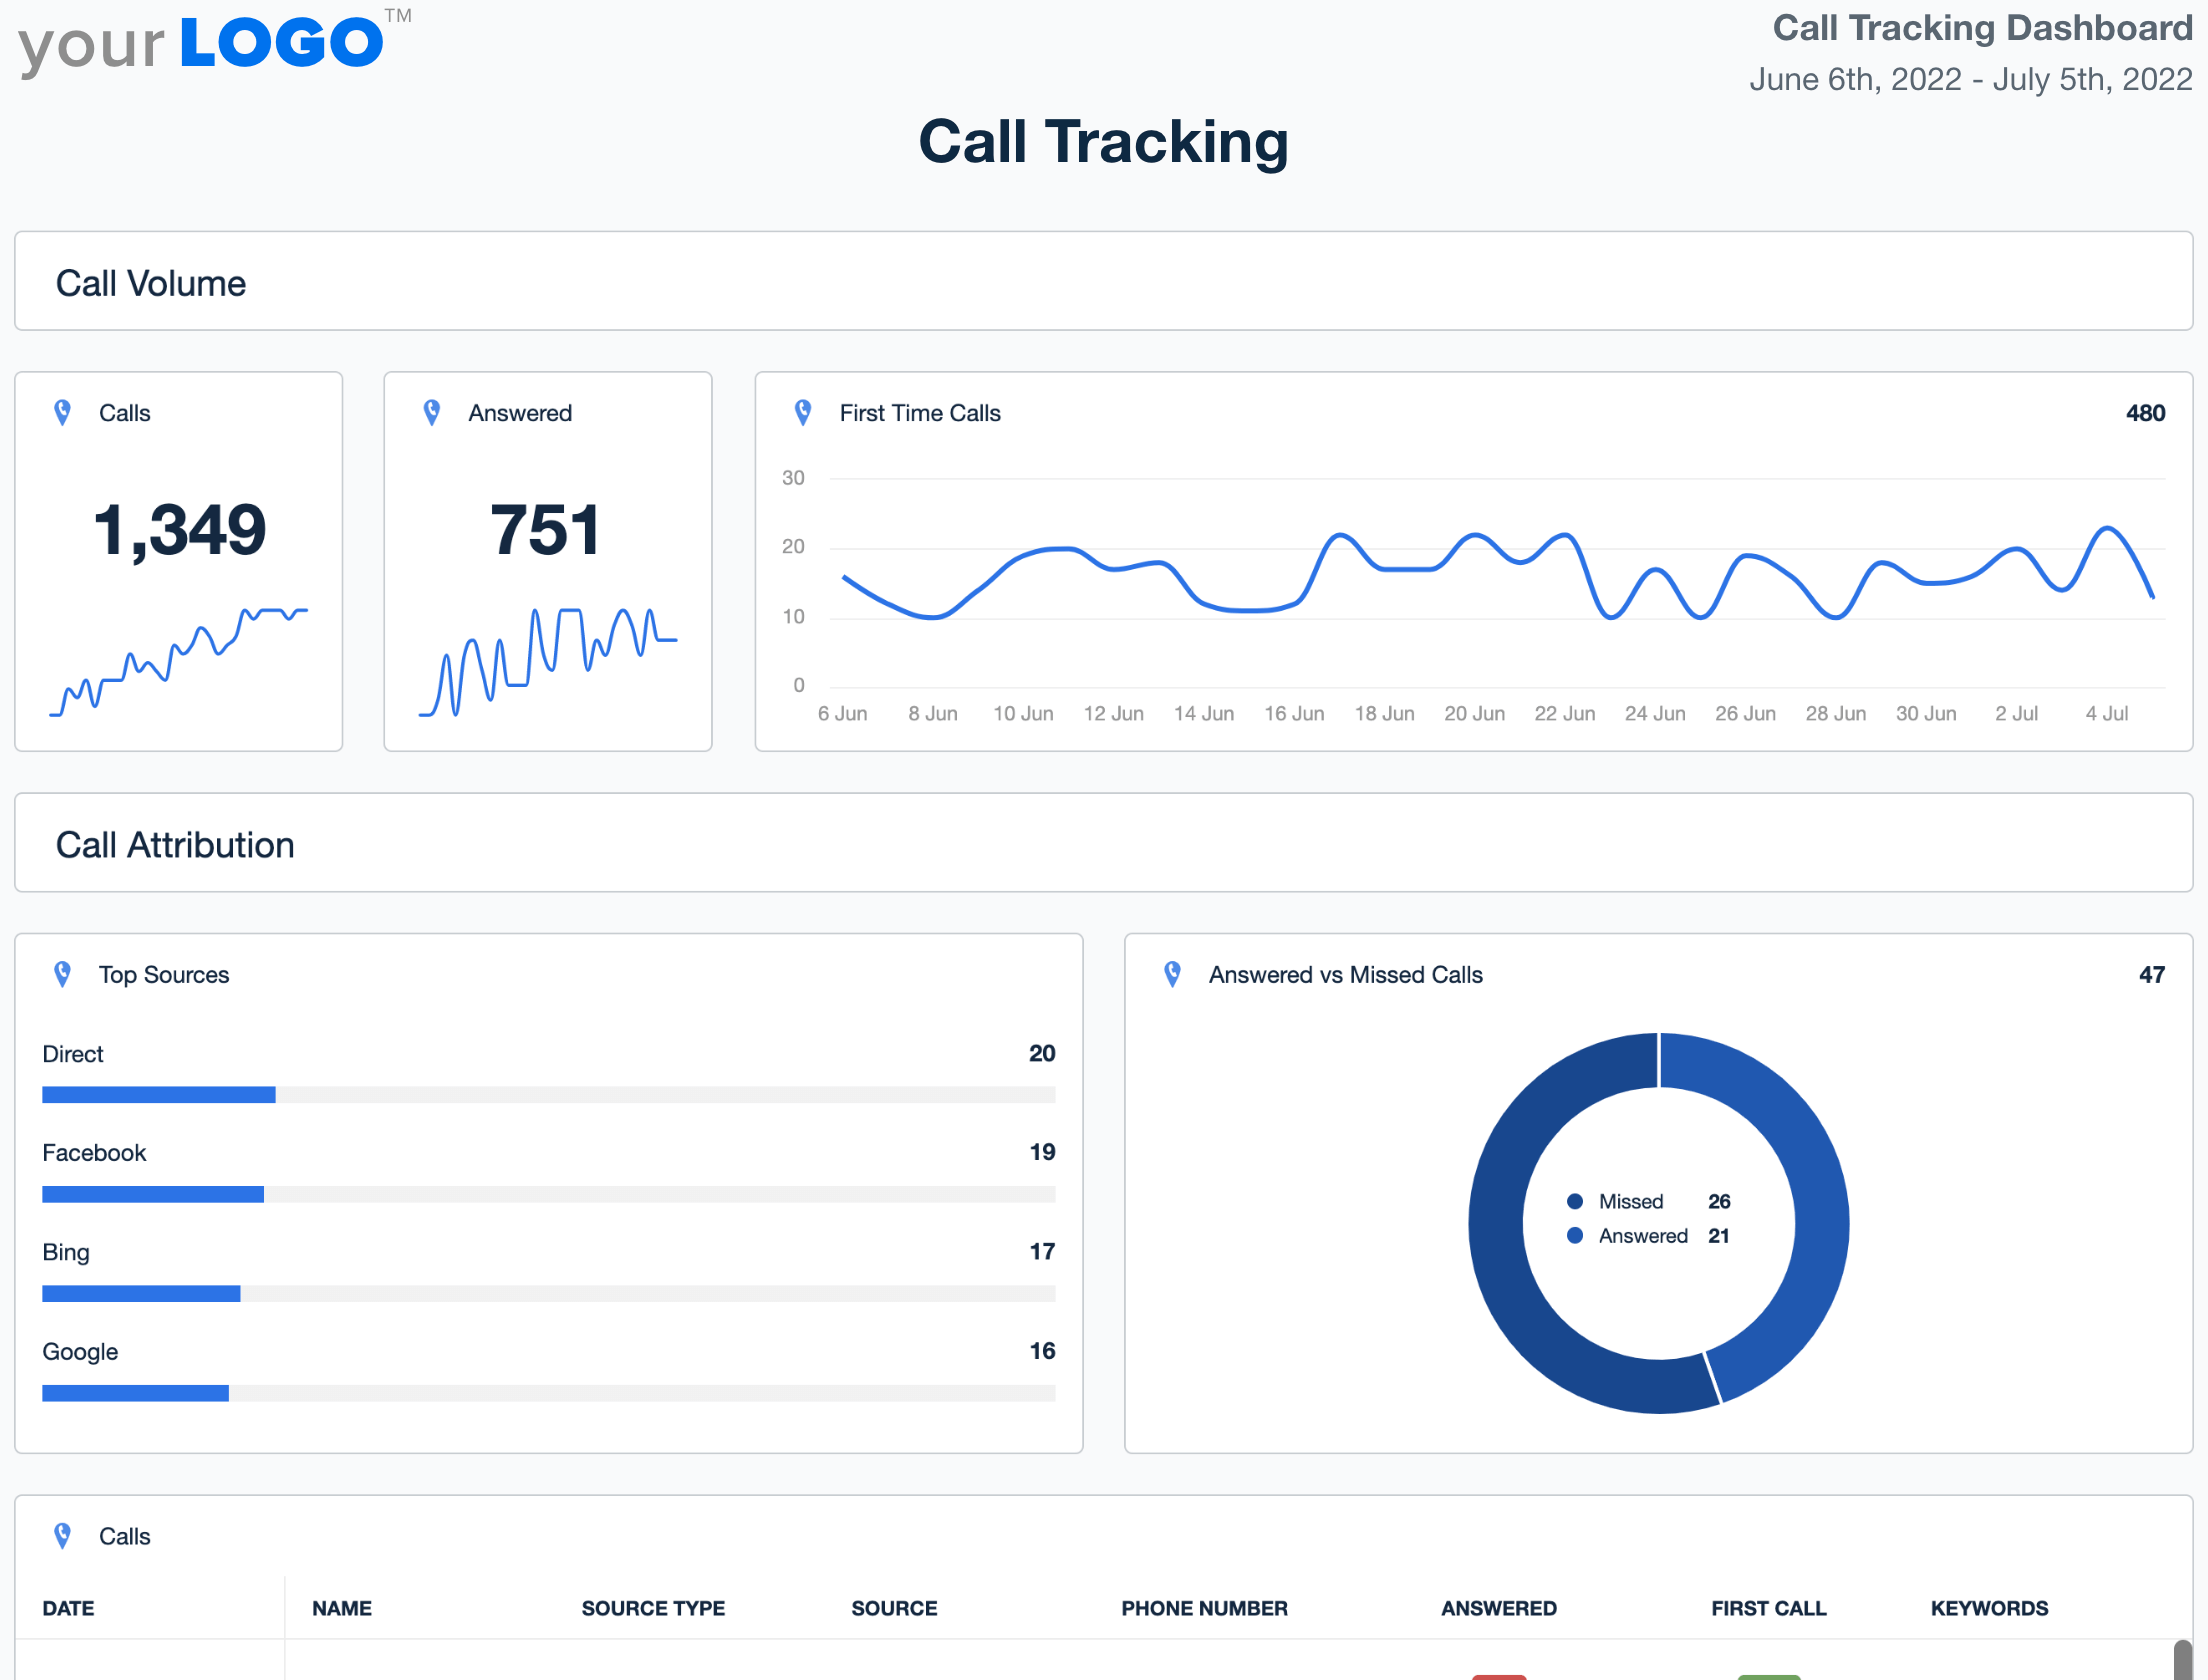 your LOGO™
Call Tracking Dashboard
June 6th, 2022 - July 5th, 2022
Call Tracking
Call Volume
Calls
1,349
Answered
751
First Time Calls 480
30
20
10
0
6 Jun 8 Jun 10 Jun 12 Jun 14 Jun 16 Jun 18 Jun 20 Jun 22 Jun 24 Jun 26 Jun 28 Jun 30 Jun 2 Jul 4 Jul
Call Attribution
Top Sources
Direct 20
Facebook 19
Bing 17
Google 16
Answered vs Missed Calls 47
Missed 26
Answered 21
Calls
DATE NAME SOURCE TYPE SOURCE PHONE NUMBER ANSWERED FIRST CALL KEYWORDS